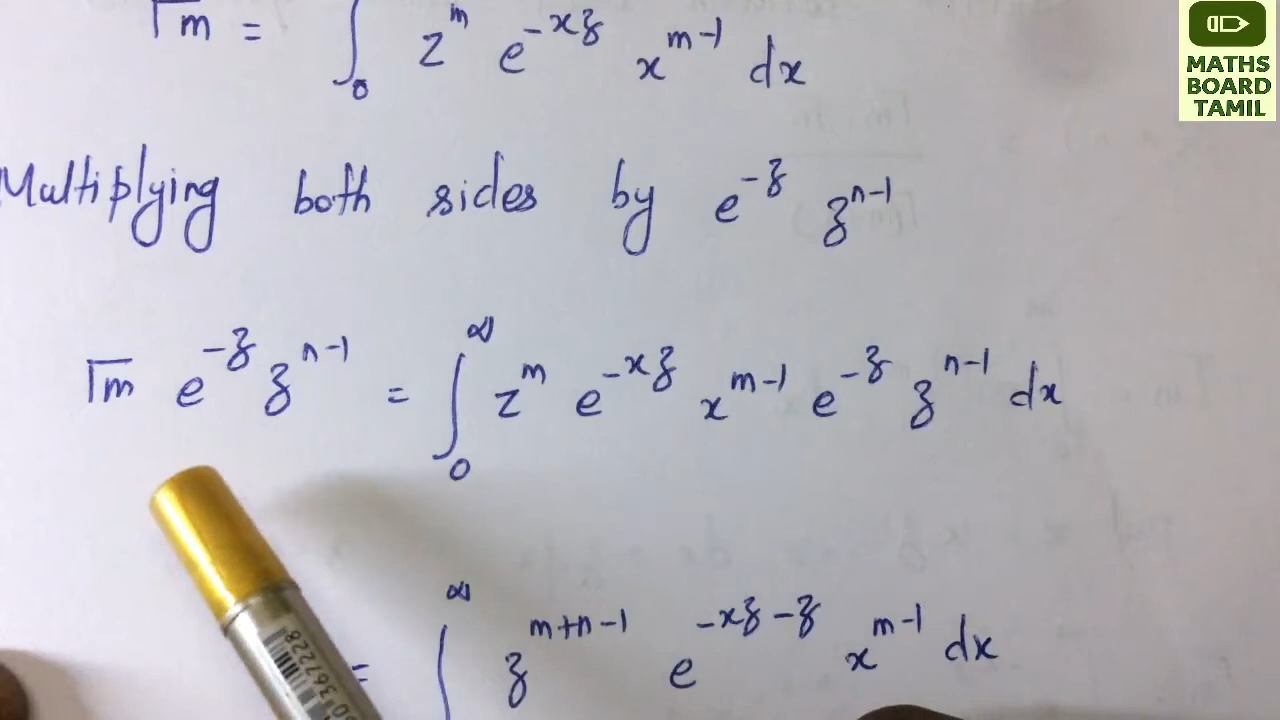 Γm = ∫₀ z^m e^{-xz} x^{m-1} dx
MATHS
BOARD
TAMIL
Multiplying both sides by e^{-z} z^{n-1}
Γm e^{-z} z^{n-1} = ∫₀^∞ z^m e^{-xz} x^{m-1} e^{-z} z^{n-1} dx
= ∫^∞ z^{m+n-1} e^{-xz-z} x^{m-1} dx
367228